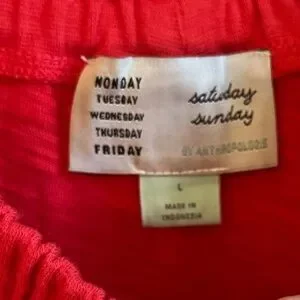 MONDAY
TUESDAY
WEDNESDAY
THURSDAY
FRIDAY
saturday
sunday
BY ANTHROPOLOGIE
L
MADE IN
INDONESIA